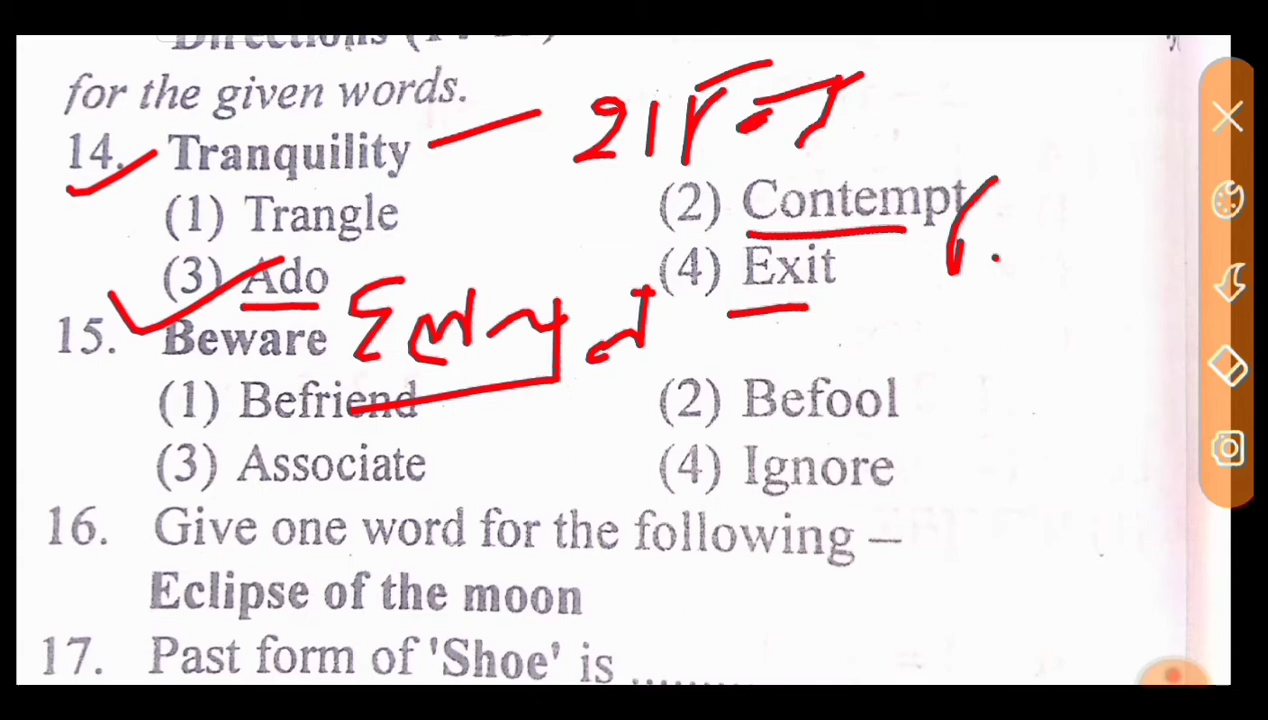 for the given words.
14. Tranquility
(1) Trangle (2) Contempt
(3) Ado (4) Exit
15. Beware
(1) Befriend (2) Befool
(3) Associate (4) Ignore
16. Give one word for the following –
Eclipse of the moon
17. Past form of 'Shoe' is ..........